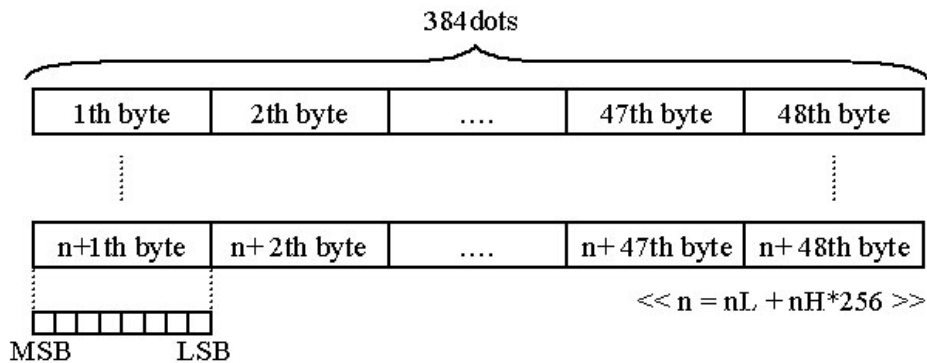 384dots
1th byte 2th byte .... 47th byte 48th byte
n+1th byte n+2th byte .... n+47th byte n+48th byte
<< n = nL + nH*256 >>
MSB LSB